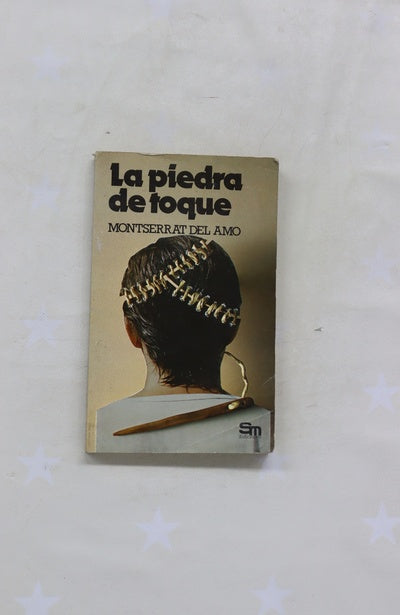 La piedra
de toque
MONTSERRAT DEL AMO
Sm